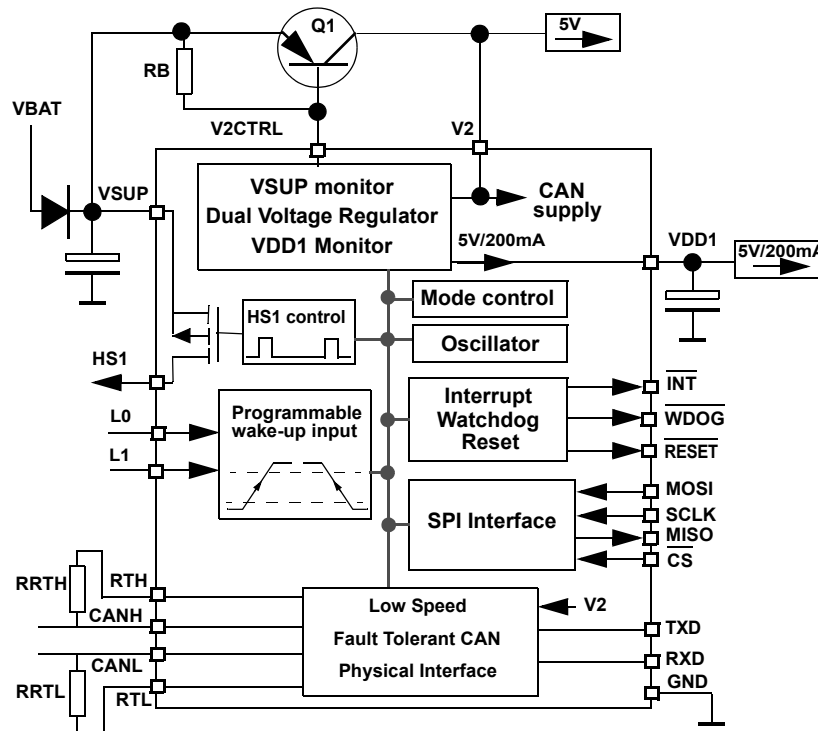 Q1
5V
RB
VBAT
V2CTRL
V2
VSUP
VSUP monitor
Dual Voltage Regulator
VDD1 Monitor
CAN
supply
5V/200mA
VDD1
5V/200mA
HS1 control
Mode control
Oscillator
HS1
INT
Interrupt
Watchdog
Reset
WDOG
RESET
L0
L1
Programmable
wake-up input
MOSI
SCLK
MISO
CS
SPI Interface
RRTH
RTH
CANH
CANL
RRTL
RTL
Low Speed
Fault Tolerant CAN
Physical Interface
V2
TXD
RXD
GND